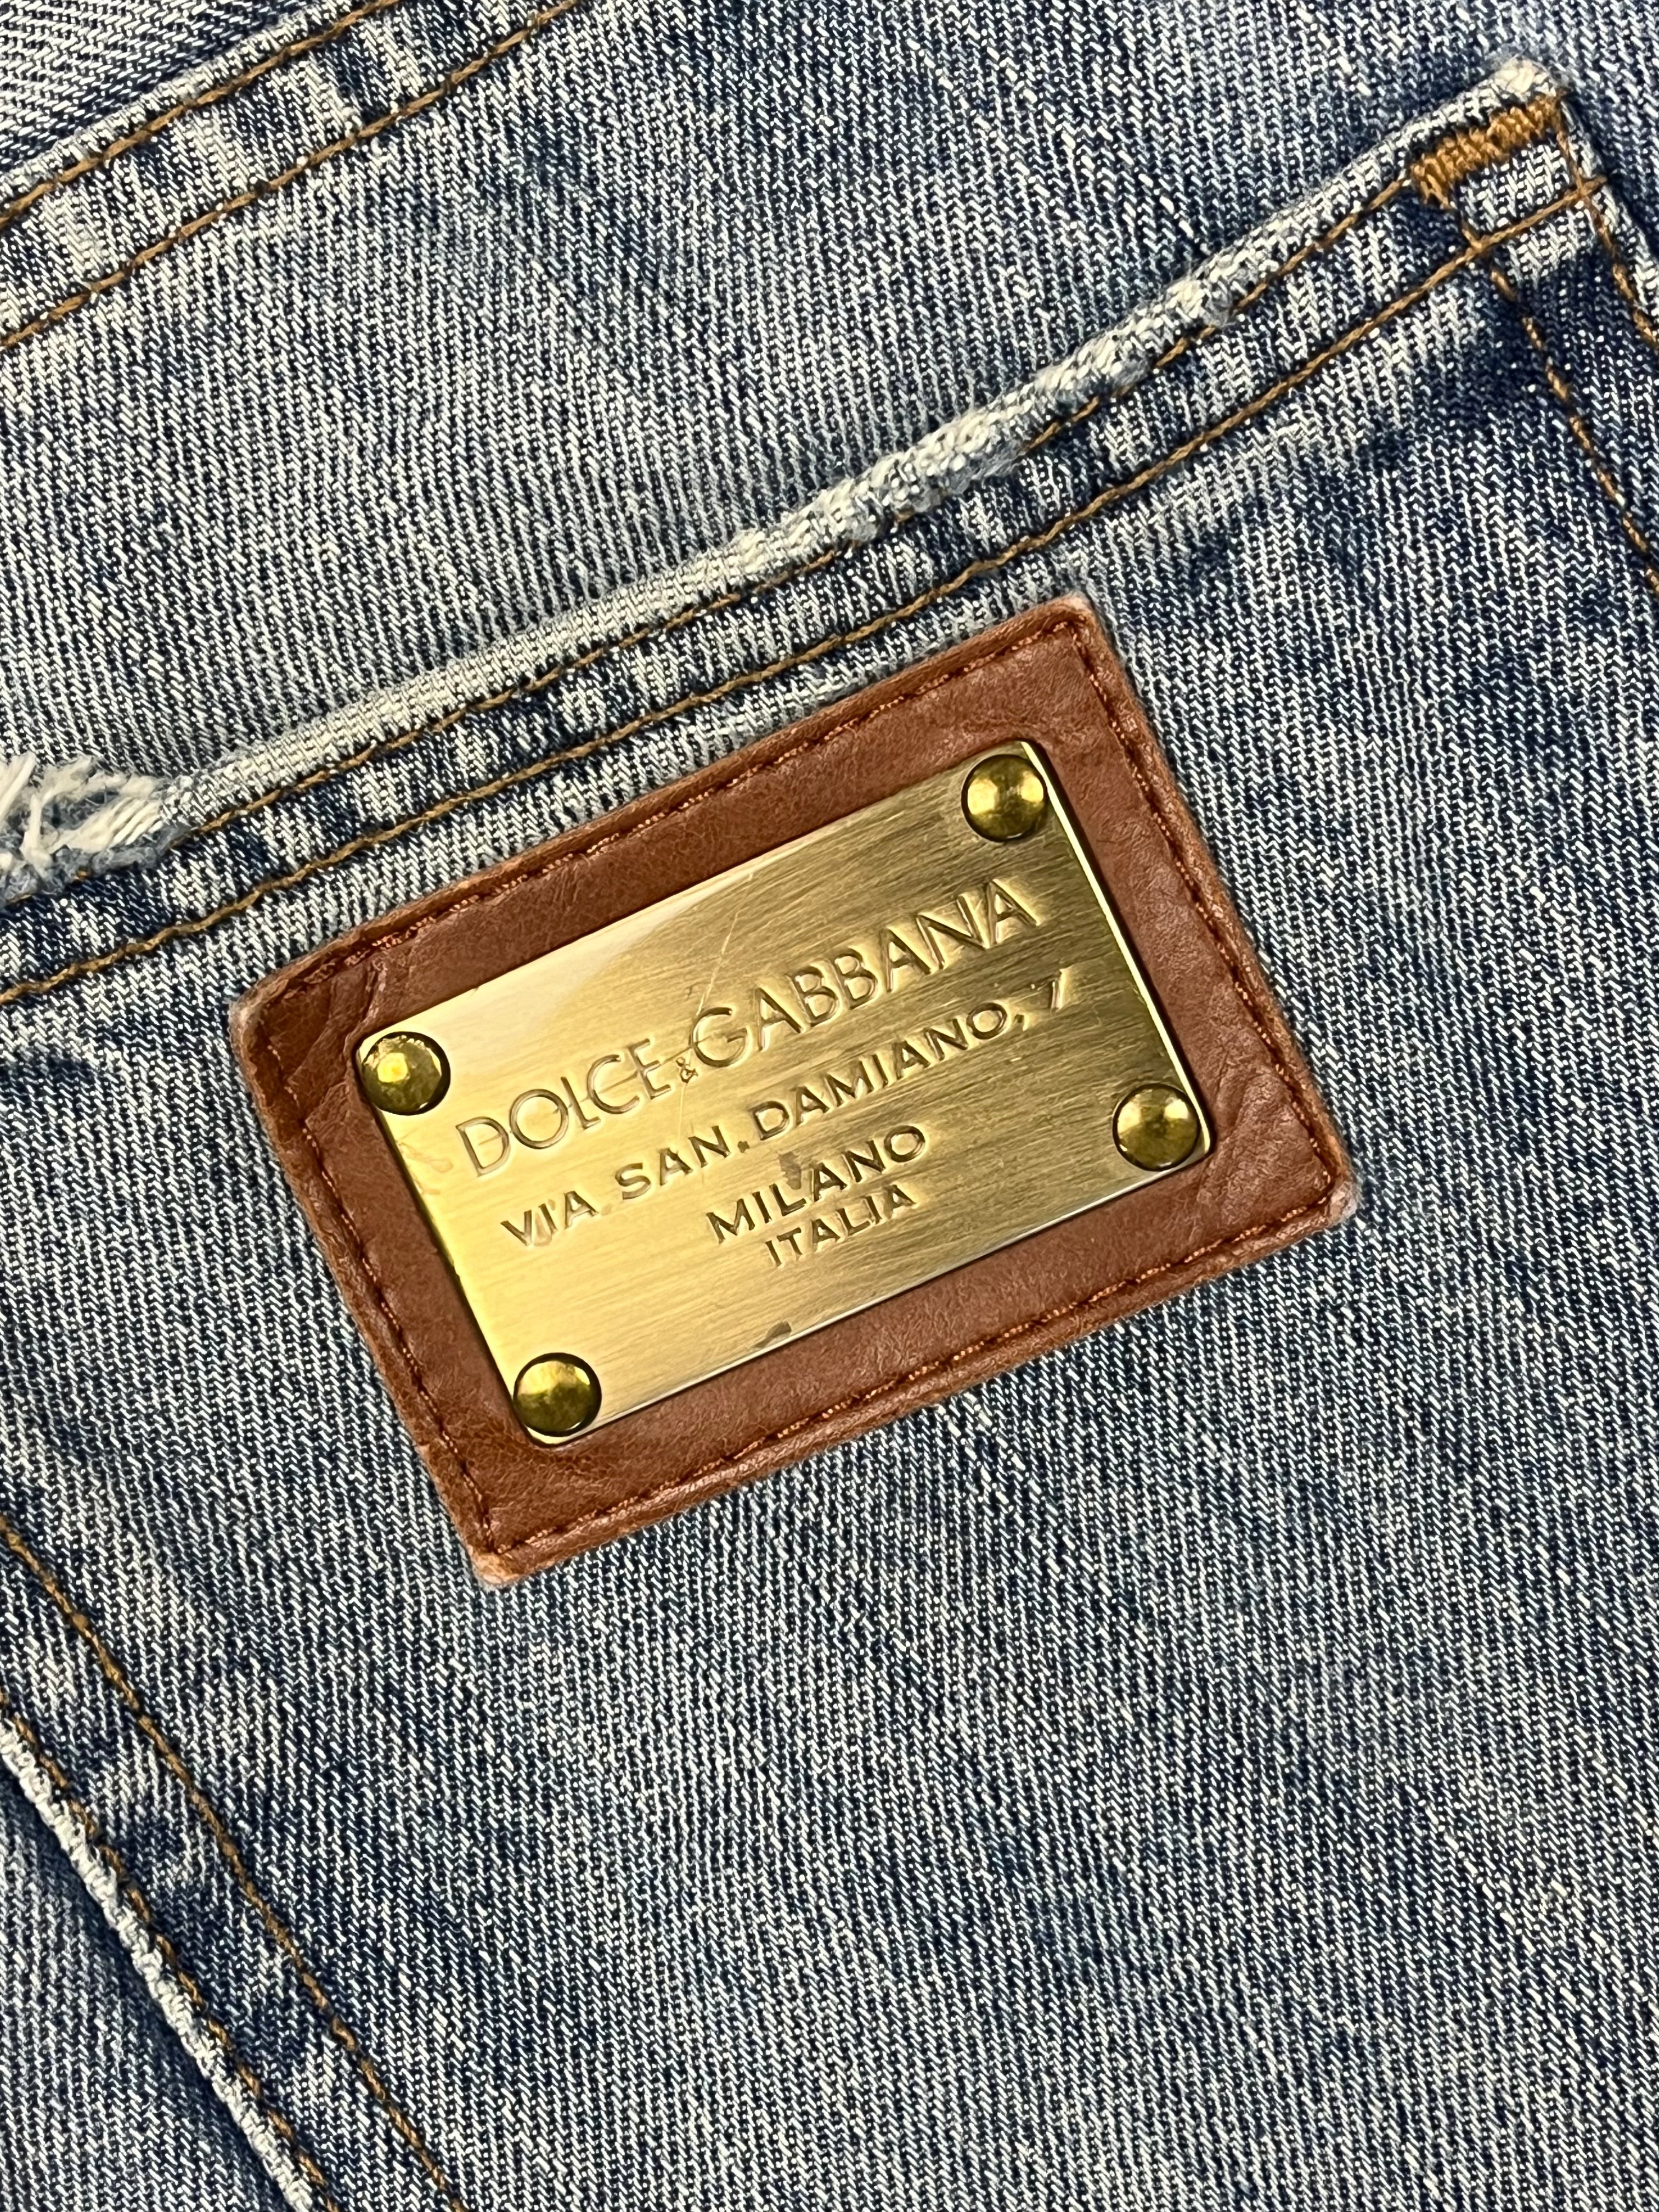 DOLCE & GABBANA
VIA. SAN. DAMIANO, 7
MILANO
ITALIA